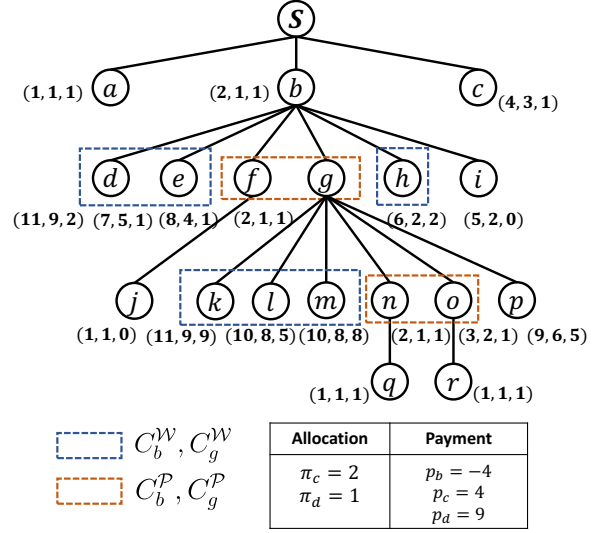 S
a b c
(1,1,1) (2,1,1) (4,3,1)
d e f g h i
(11,9,2) (7,5,1) (8,4,1) (2,1,1) (6,2,2) (5,2,0)
j k l m n o p
(1,1,0) (11,9,9) (10,8,5) (10,8,8) (2,1,1) (3,2,1) (9,6,5)
q r
(1,1,1) (1,1,1)
C_b^W, C_g^W
C_b^P, C_g^P
Allocation Payment
π_c = 2 p_b = −4
π_d = 1 p_c = 4
p_d = 9